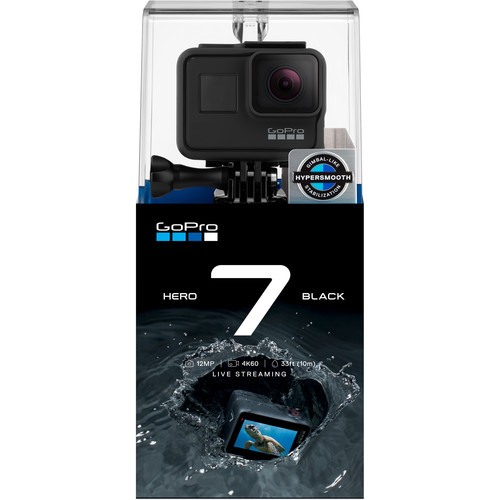 GoPro
GIMBAL-LIKE
HYPERSMOOTH
STABILIZATION
GoPro
HERO 7 BLACK
12MP | 4K60 | 33ft (10m)
LIVE STREAMING